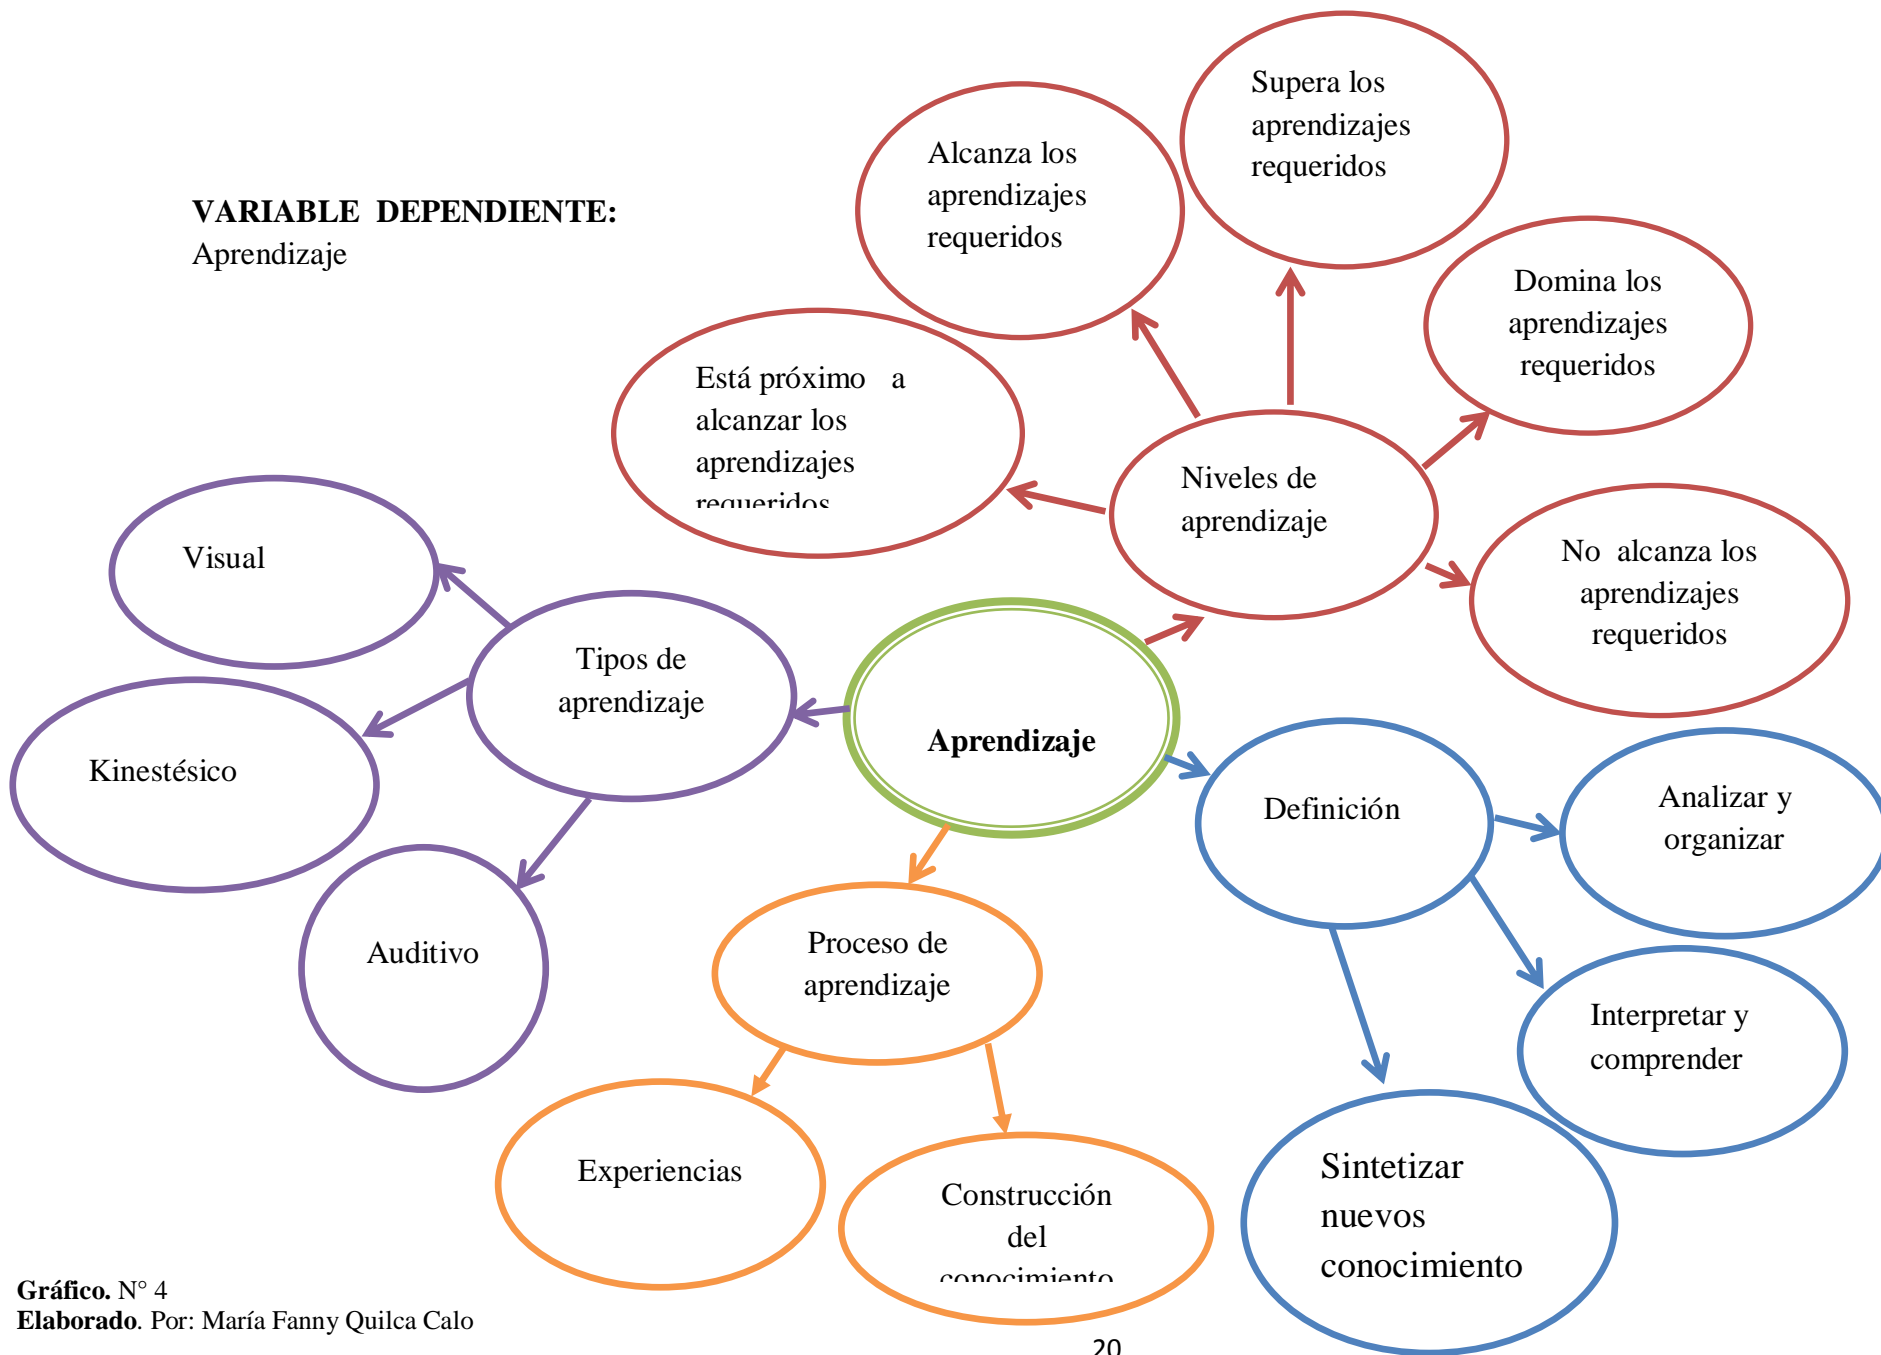 Supera los
aprendizajes
requeridos
Alcanza los
aprendizajes
requeridos
VARIABLE DEPENDIENTE:
Aprendizaje
Domina los
aprendizajes
requeridos
Está próximo a
alcanzar los
aprendizajes
requeridos
Niveles de
aprendizaje
No alcanza los
aprendizajes
requeridos
Visual
Tipos de
aprendizaje
Kinestésico
Auditivo
Aprendizaje
Definición
Analizar y
organizar
Interpretar y
comprender
Sintetizar
nuevos
conocimiento
Proceso de
aprendizaje
Experiencias
Construcción
del
conocimiento
Gráfico. N° 4
Elaborado. Por: María Fanny Quilca Calo
20